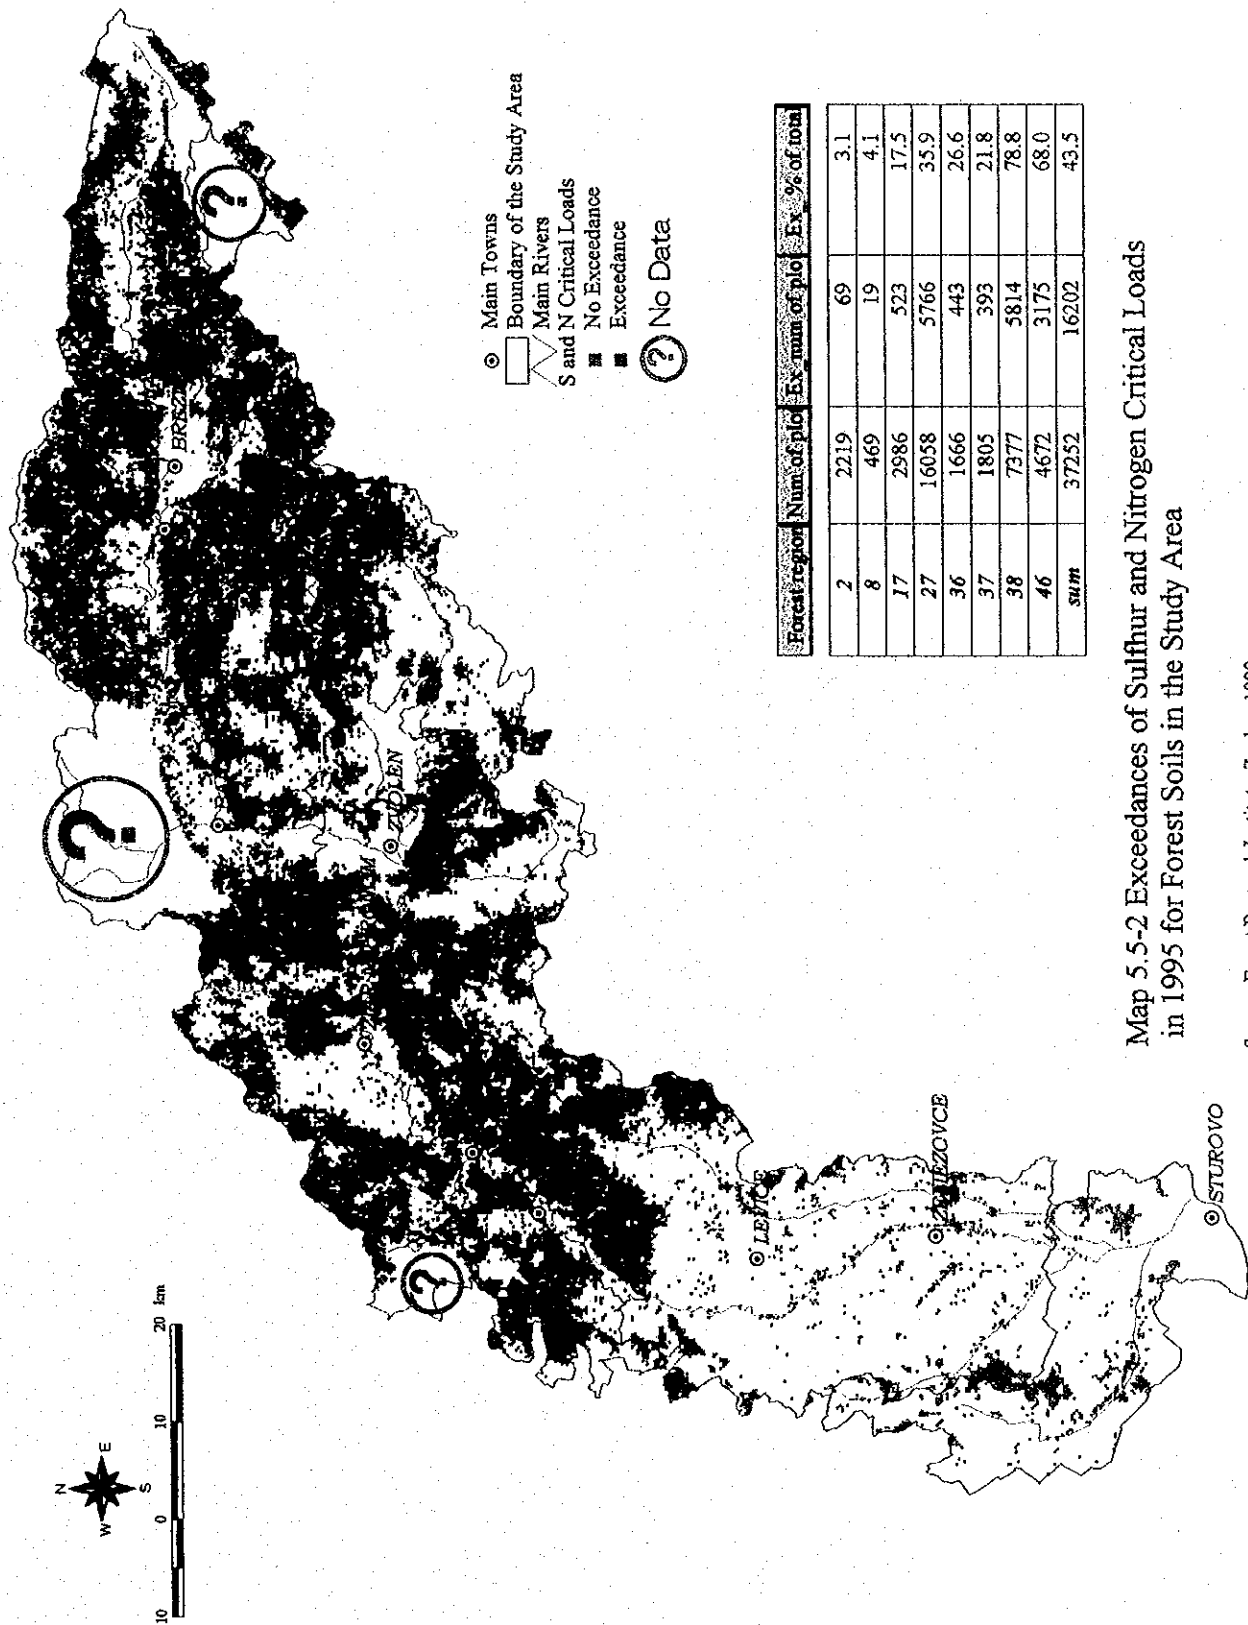 N
W E
S
10 0 10 20 km
BREZ
ZVOLEN
LEVICE
ZELIEZOVCE
STUROVO
Main Towns
Boundary of the Study Area
Main Rivers
S and N Critical Loads
No Exceedance
Exceedance
? No Data
?
?
?
Forest region Num of plot Ex_num of plot Ex_% of total
2 2219 69 3.1
8 469 19 4.1
17 2986 523 17.5
27 16058 5766 35.9
36 1666 443 26.6
37 1805 393 21.8
38 7377 5814 78.8
46 4672 3175 68.0
sum 37252 16202 43.5
Map 5.5-2 Exceedances of Sulfhur and Nitrogen Critical Loads
in 1995 for Forest Soils in the Study Area